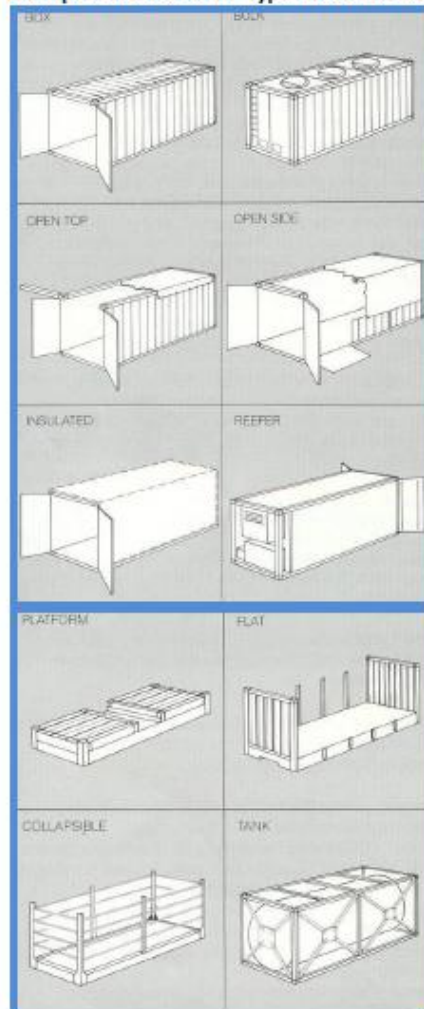 BOX BULK
OPEN TOP OPEN SIDE
INSULATED REEFER
PLATFORM FLAT
COLLAPSIBLE TANK